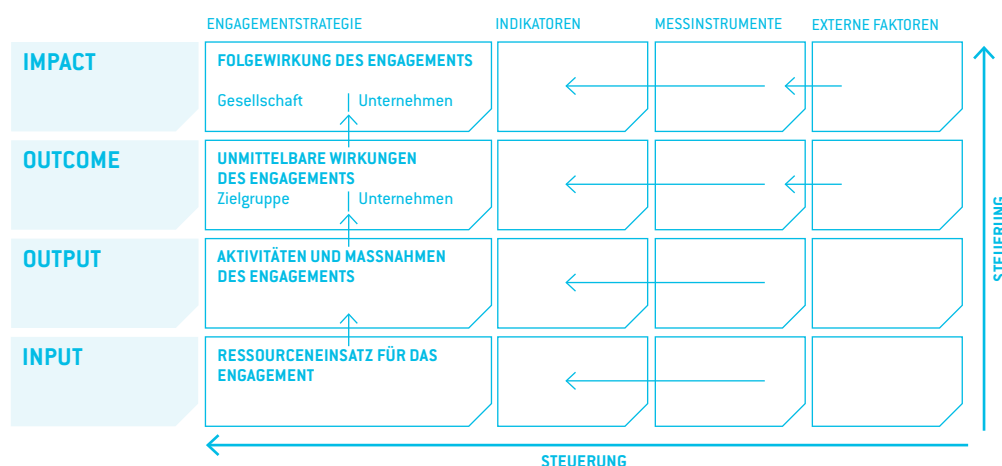 ENGAGEMENTSTRATEGIE
INDIKATOREN
MESSINSTRUMENTE
EXTERNE FAKTOREN
IMPACT
FOLGEWIRKUNG DES ENGAGEMENTS
Gesellschaft
Unternehmen
OUTCOME
UNMITTELBARE WIRKUNGEN
DES ENGAGEMENTS
Zielgruppe
Unternehmen
OUTPUT
AKTIVITÄTEN UND MASSNAHMEN
DES ENGAGEMENTS
INPUT
RESSOURCENEINSATZ FÜR DAS
ENGAGEMENT
STEUERUNG
STEUERUNG